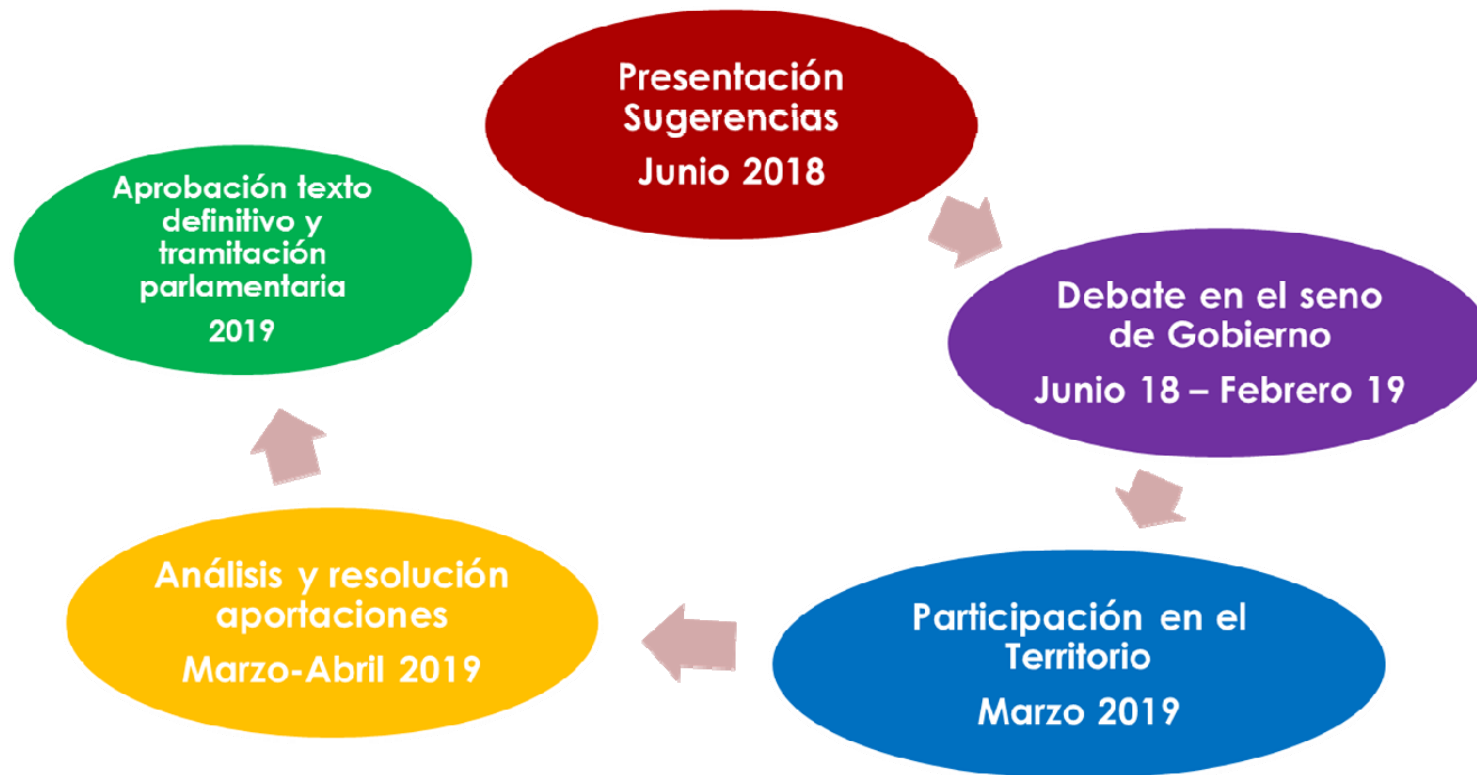 Presentación
Sugerencias
Junio 2018
Debate en el seno
de Gobierno
Junio 18 – Febrero 19
Participación en el
Territorio
Marzo 2019
Análisis y resolución
aportaciones
Marzo-Abril 2019
Aprobación texto
definitivo y
tramitación
parlamentaria
2019